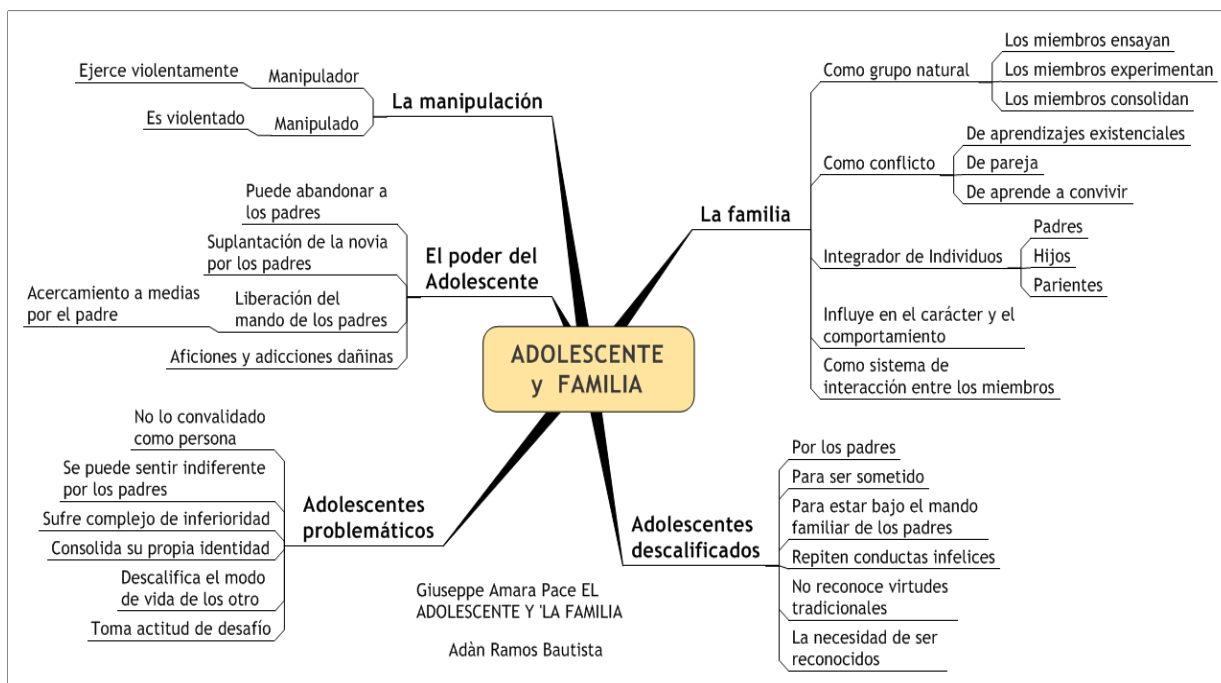 ADOLESCENTE
y FAMILIA
La manipulación
Manipulador
Ejerce violentamente
Manipulado
Es violentado
El poder del
Adolescente
Puede abandonar a
los padres
Suplantación de la novia
por los padres
Liberación del
mando de los padres
Acercamiento a medias
por el padre
Aficiones y adicciones dañinas
Adolescentes
problemáticos
No lo convalidado
como persona
Se puede sentir indiferente
por los padres
Sufre complejo de inferioridad
Consolida su propia identidad
Descalifica el modo
de vida de los otro
Toma actitud de desafío
La familia
Como grupo natural
Los miembros ensayan
Los miembros experimentan
Los miembros consolidan
Como conflicto
De aprendizajes existenciales
De pareja
De aprende a convivir
Integrador de Individuos
Padres
Hijos
Parientes
Influye en el carácter y el
comportamiento
Como sistema de
interacción entre los miembros
Adolescentes
descalificados
Por los padres
Para ser sometido
Para estar bajo el mando
familiar de los padres
Repiten conductas infelices
No reconoce virtudes
tradicionales
La necesidad de ser
reconocidos
Giuseppe Amara Pace EL
ADOLESCENTE Y 'LA FAMILIA
Adàn Ramos Bautista